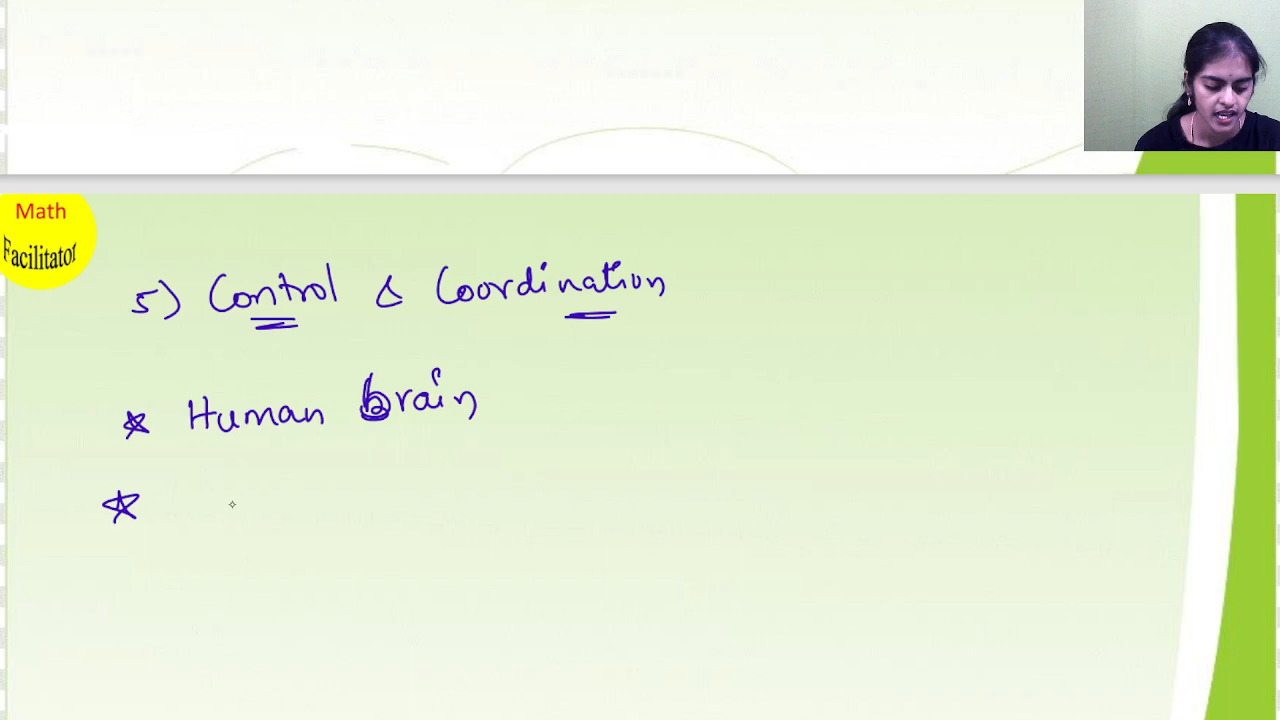 Math
Facilitator
5) Control & Coordination
* Human brain
*